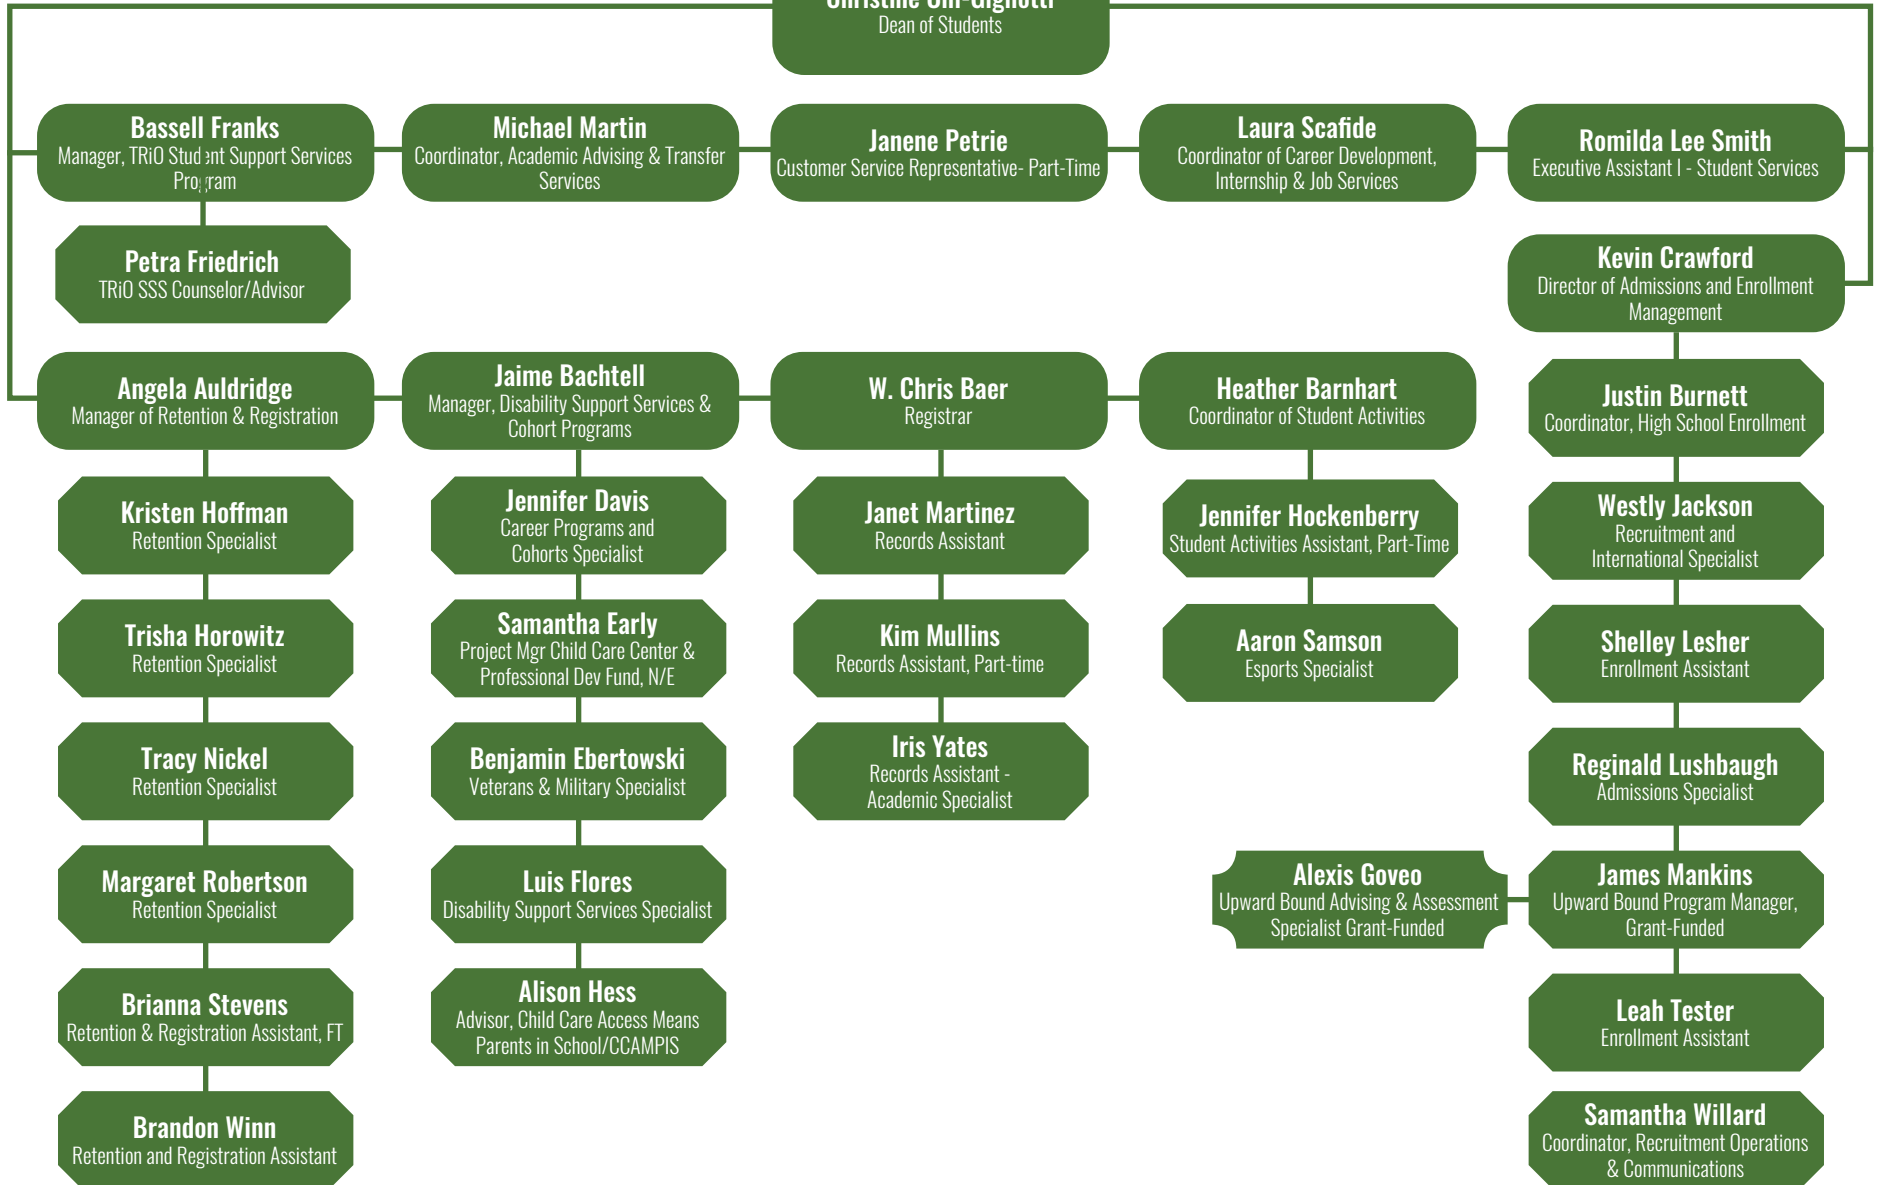 Christine Ohl-Gigliotti
Dean of Students
Bassell Franks
Manager, TRiO Student Support Services
Program
Michael Martin
Coordinator, Academic Advising & Transfer
Services
Janene Petrie
Customer Service Representative- Part-Time
Laura Scafide
Coordinator of Career Development,
Internship & Job Services
Romilda Lee Smith
Executive Assistant I - Student Services
Petra Friedrich
TRiO SSS Counselor/Advisor
Kevin Crawford
Director of Admissions and Enrollment
Management
Angela Auldridge
Manager of Retention & Registration
Jaime Bachtell
Manager, Disability Support Services &
Cohort Programs
W. Chris Baer
Registrar
Heather Barnhart
Coordinator of Student Activities
Kristen Hoffman
Retention Specialist
Trisha Horowitz
Retention Specialist
Tracy Nickel
Retention Specialist
Margaret Robertson
Retention Specialist
Brianna Stevens
Retention & Registration Assistant, FT
Brandon Winn
Retention and Registration Assistant
Jennifer Davis
Career Programs and
Cohorts Specialist
Samantha Early
Project Mgr Child Care Center &
Professional Dev Fund, N/E
Benjamin Ebertowski
Veterans & Military Specialist
Luis Flores
Disability Support Services Specialist
Alison Hess
Advisor, Child Care Access Means
Parents in School/CCAMPIS
Janet Martinez
Records Assistant
Kim Mullins
Records Assistant, Part-time
Iris Yates
Records Assistant -
Academic Specialist
Jennifer Hockenberry
Student Activities Assistant, Part-Time
Aaron Samson
Esports Specialist
Justin Burnett
Coordinator, High School Enrollment
Westly Jackson
Recruitment and
International Specialist
Shelley Lesher
Enrollment Assistant
Reginald Lushbaugh
Admissions Specialist
Alexis Goveo
Upward Bound Advising & Assessment
Specialist Grant-Funded
James Mankins
Upward Bound Program Manager,
Grant-Funded
Leah Tester
Enrollment Assistant
Samantha Willard
Coordinator, Recruitment Operations
& Communications